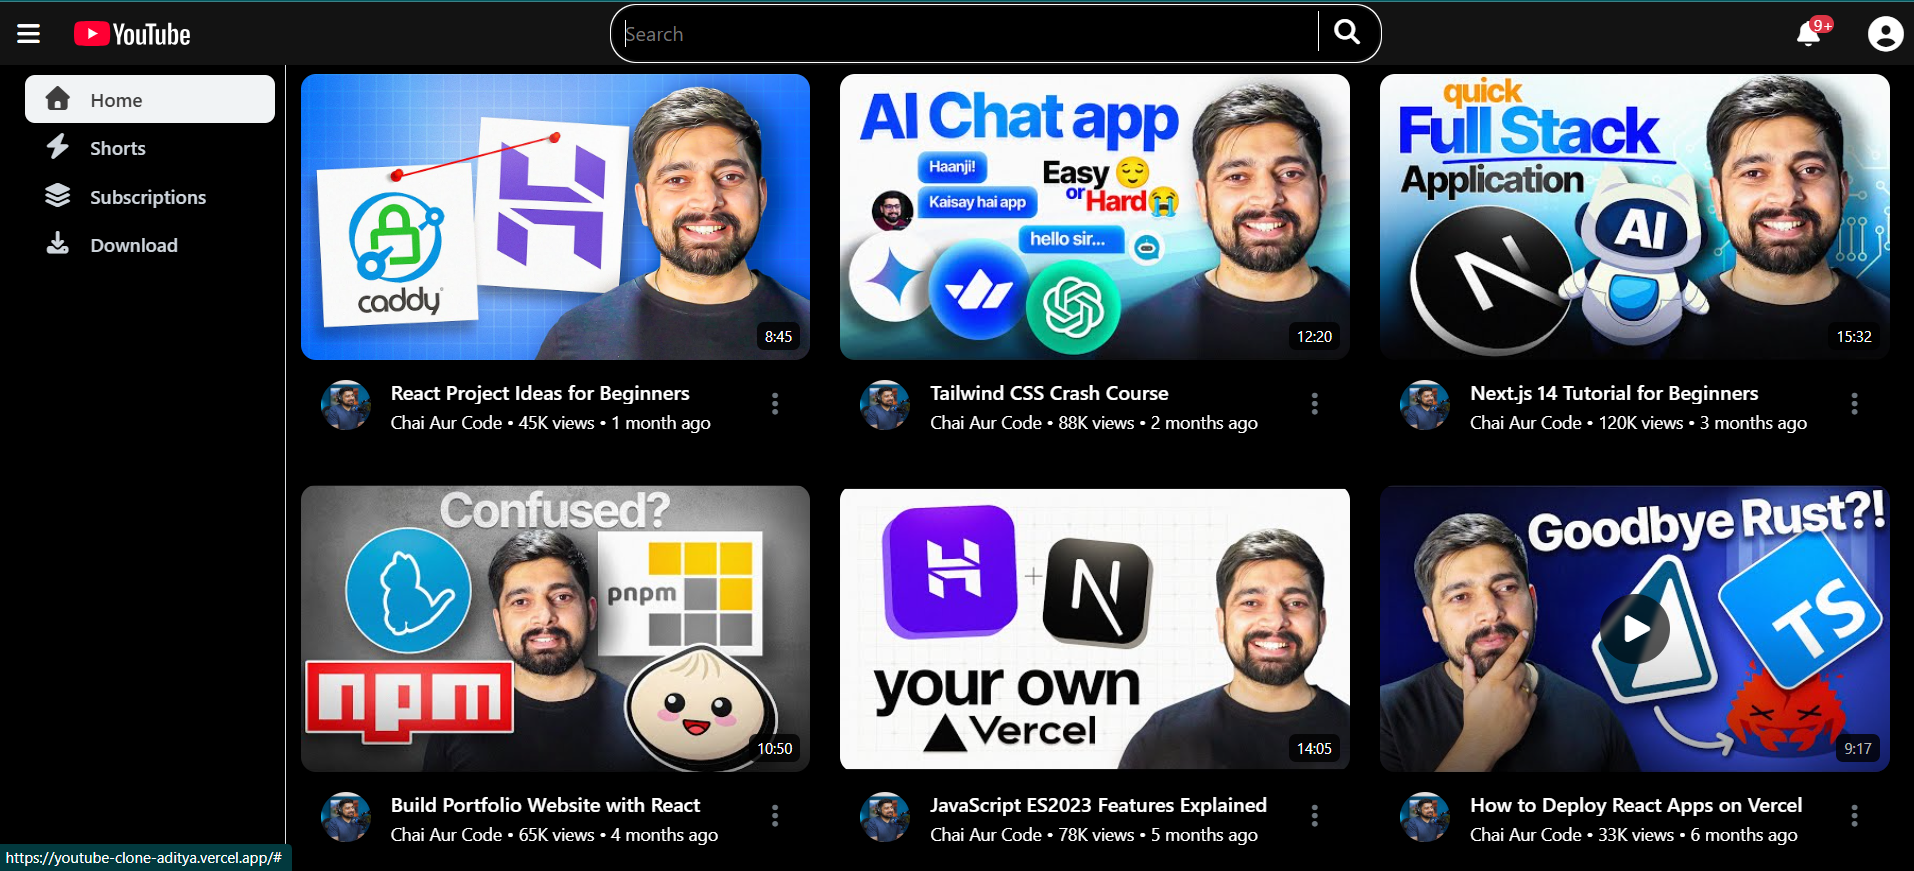 YouTube
Search
9+
Home
Shorts
Subscriptions
Download
caddy
8:45
AI Chat app
Haanji!
Kaisay hai app
hello sir...
Easy
or
Hard
12:20
quick
Full Stack
Application
AI
15:32
React Project Ideas for Beginners
Chai Aur Code • 45K views • 1 month ago
Tailwind CSS Crash Course
Chai Aur Code • 88K views • 2 months ago
Next.js 14 Tutorial for Beginners
Chai Aur Code • 120K views • 3 months ago
Confused?
pnpm
npm
10:50
your own
Vercel
14:05
Goodbye Rust?!
TS
9:17
Build Portfolio Website with React
Chai Aur Code • 65K views • 4 months ago
JavaScript ES2023 Features Explained
Chai Aur Code • 78K views • 5 months ago
How to Deploy React Apps on Vercel
Chai Aur Code • 33K views • 6 months ago
https://youtube-clone-aditya.vercel.app/#